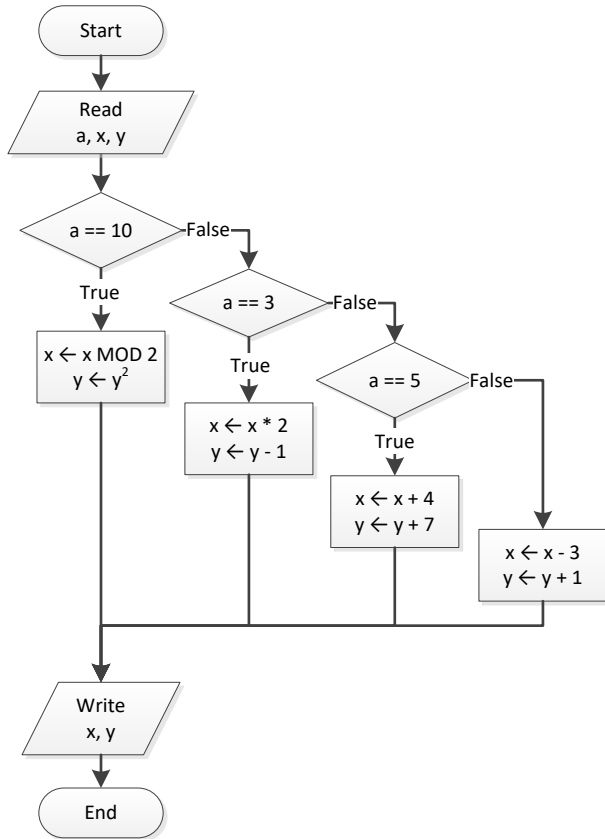 Start
Read
a, x, y
a == 10
False
True
x ← x MOD 2
y ← y²
a == 3
False
True
x ← x * 2
y ← y - 1
a == 5
False
True
x ← x + 4
y ← y + 7
x ← x - 3
y ← y + 1
Write
x, y
End